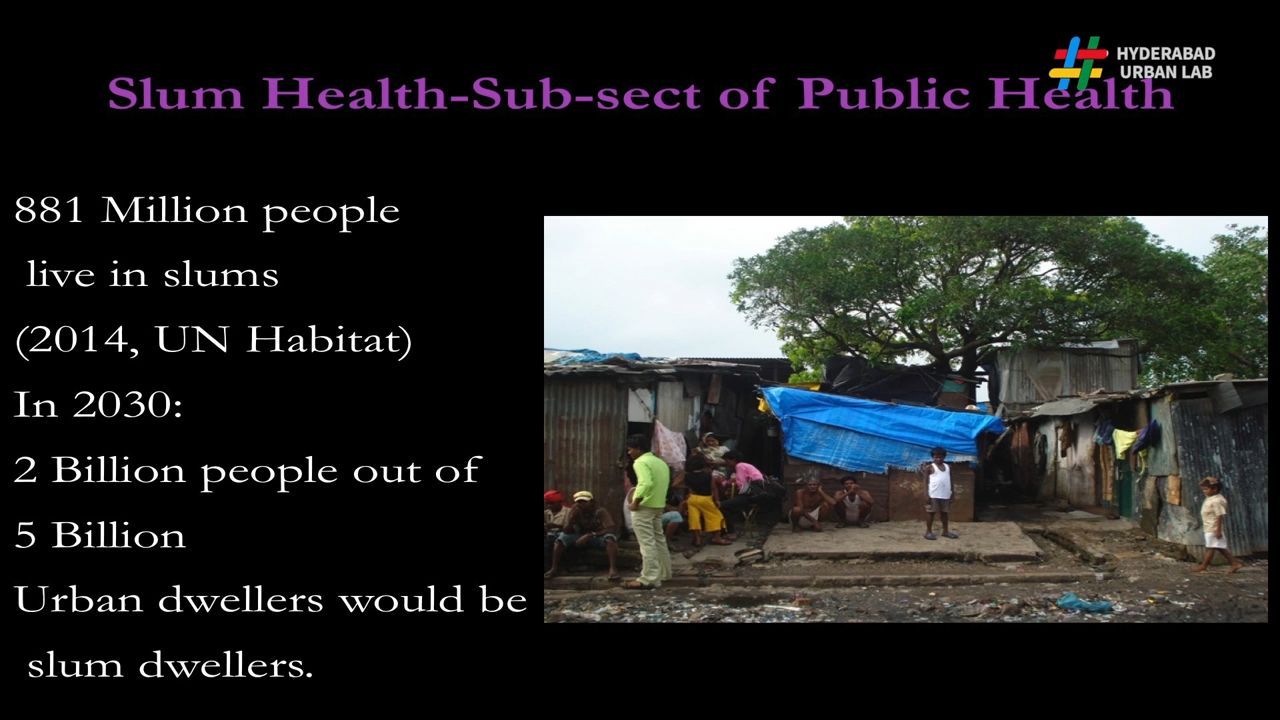 HYDERABAD
URBAN LAB
Slum Health-Sub-sect of Public Health
881 Million people
live in slums
(2014, UN Habitat)
In 2030:
2 Billion people out of
5 Billion
Urban dwellers would be
slum dwellers.